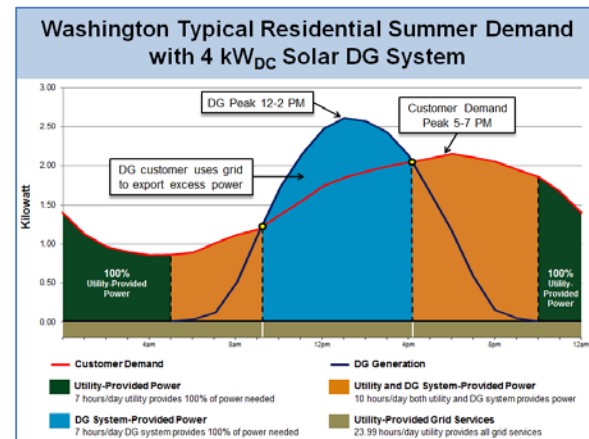 Washington Typical Residential Summer Demand
with 4 kWDC Solar DG System
3.00
2.50
2.00
1.50
1.00
0.50
0.00
Kilowatt
DG Peak 12-2 PM
Customer Demand
Peak 5-7 PM
DG customer uses grid
to export excess power
100%
Utility-Provided
Power
100%
Utility-
Provided
Power
4am
8am
12pm
4pm
8pm
12am
Customer Demand
DG Generation
Utility-Provided Power
7 hours/day utility provides 100% of power needed
Utility and DG System-Provided Power
10 hours/day both utility and DG system provides power
DG System-Provided Power
7 hours/day DG system provides 100% of power needed
Utility-Provided Grid Services
23.99 hours/day utility provides all grid services